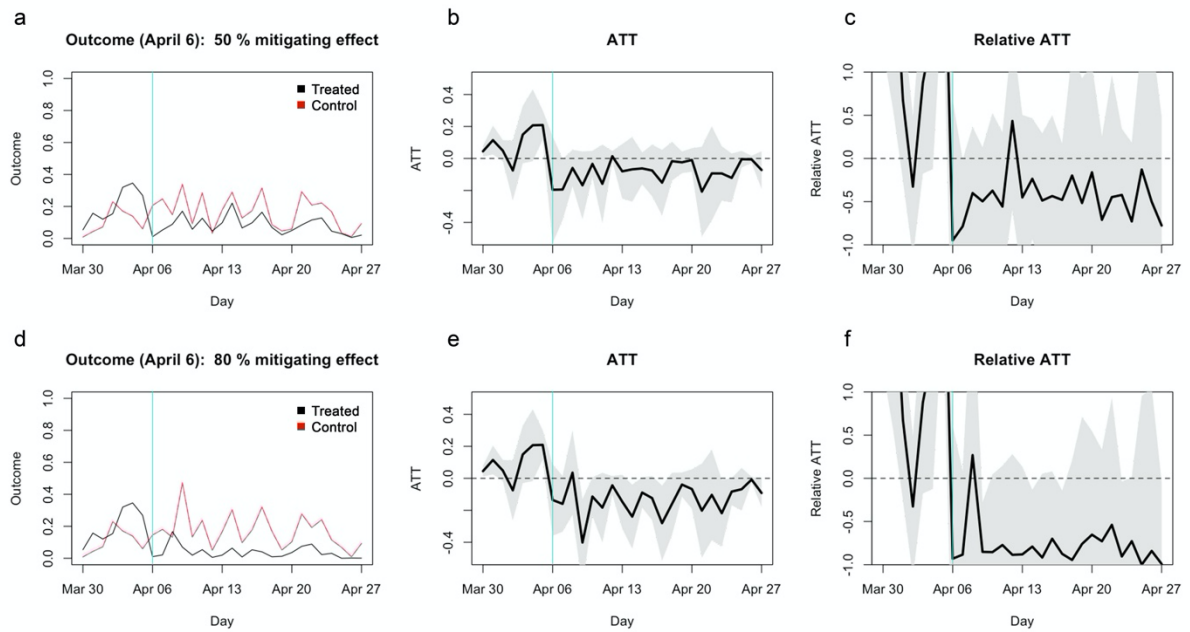 a
Outcome (April 6): 50 % mitigating effect
Outcome
1.0
0.8
0.6
0.4
0.2
0.0
Treated
Control
Mar 30 Apr 06 Apr 13 Apr 20 Apr 27
Day
b
ATT
ATT
0.4
0.2
0.0
-0.4
Mar 30 Apr 06 Apr 13 Apr 20 Apr 27
Day
c
Relative ATT
Relative ATT
1.0
0.5
0.0
-0.5
-1.0
Mar 30 Apr 06 Apr 13 Apr 20 Apr 27
Day
d
Outcome (April 6): 80 % mitigating effect
Outcome
1.0
0.8
0.6
0.4
0.2
0.0
Treated
Control
Mar 30 Apr 06 Apr 13 Apr 20 Apr 27
Day
e
ATT
ATT
0.4
0.2
0.0
-0.4
Mar 30 Apr 06 Apr 13 Apr 20 Apr 27
Day
f
Relative ATT
Relative ATT
1.0
0.5
0.0
-0.5
-1.0
Mar 30 Apr 06 Apr 13 Apr 20 Apr 27
Day